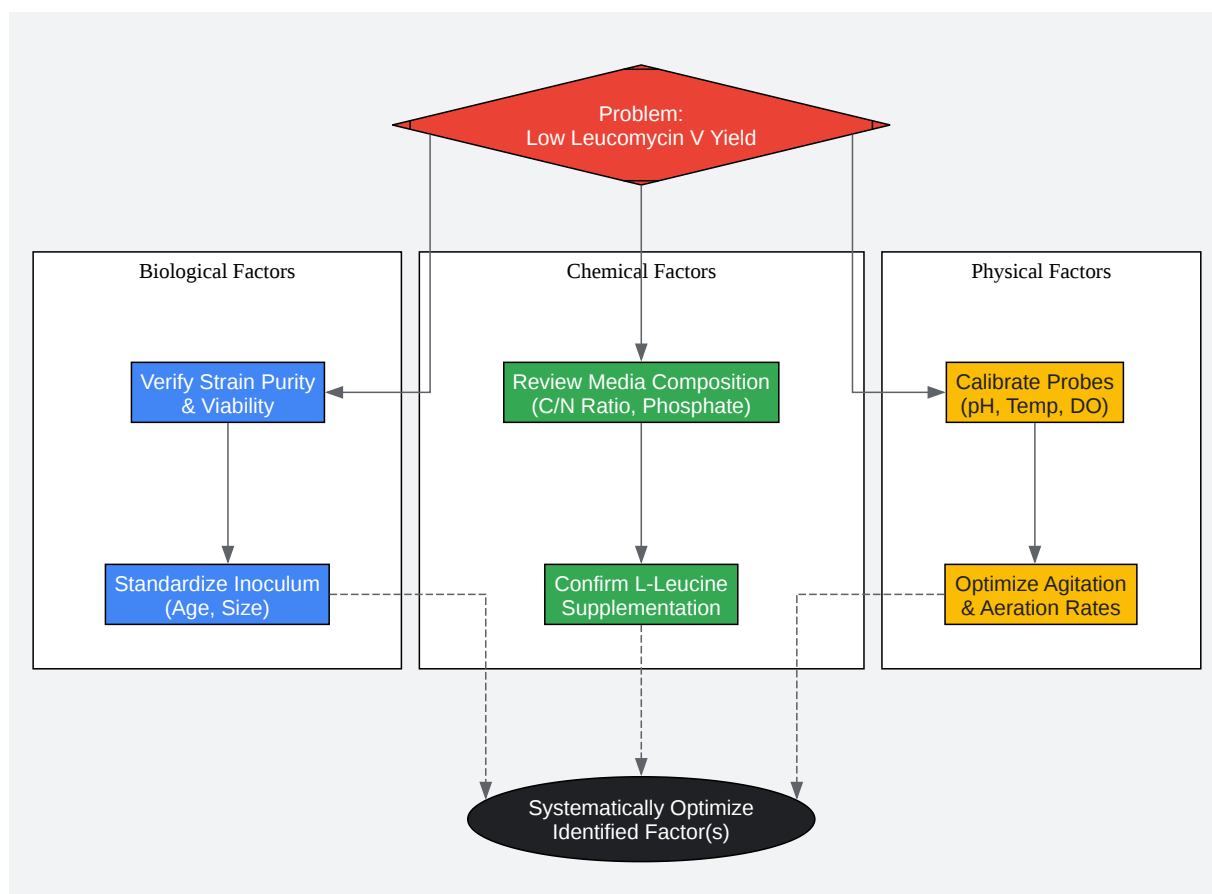 Problem:
Low Leucomycin V Yield
Biological Factors
Chemical Factors
Physical Factors
Verify Strain Purity
& Viability
Review Media Composition
(C/N Ratio, Phosphate)
Calibrate Probes
(pH, Temp, DO)
Standardize Inoculum
(Age, Size)
Confirm L-Leucine
Supplementation
Optimize Agitation
& Aeration Rates
Systematically Optimize
Identified Factor(s)